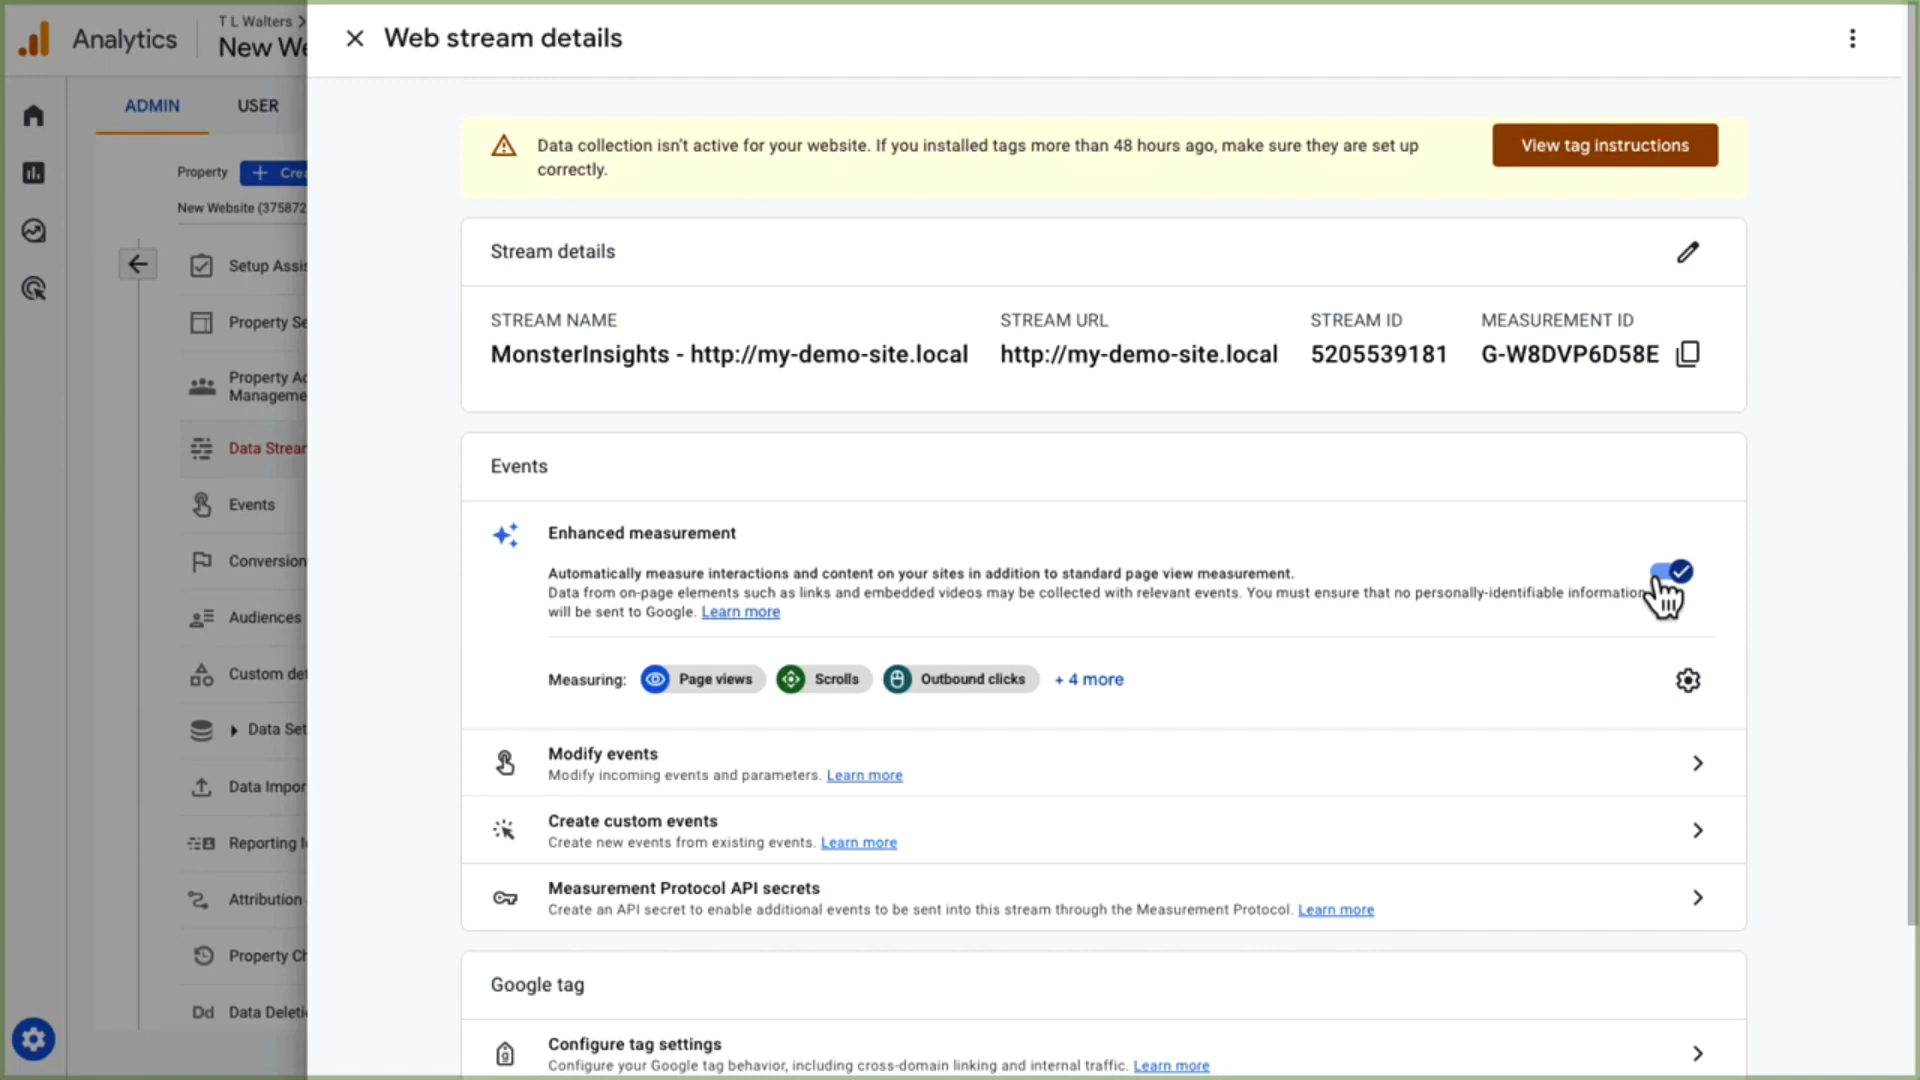 Analytics
T L Walters
New We
Web stream details
ADMIN
USER
Property
Crea
New Website (375872
Setup Assis
Property Se
Property Ac
Manageme
Data Strear
Events
Conversion
Audiences
Custom def
Data Set
Data Impor
Reporting I
Attribution
Property Ch
Dd Data Deleti
Data collection isn't active for your website. If you installed tags more than 48 hours ago, make sure they are set up
correctly.
View tag instructions
Stream details
STREAM NAME
MonsterInsights - http://my-demo-site.local
STREAM URL
http://my-demo-site.local
STREAM ID
5205539181
MEASUREMENT ID
G-W8DVP6D58E
Events
Enhanced measurement
Automatically measure interactions and content on your sites in addition to standard page view measurement.
Data from on-page elements such as links and embedded videos may be collected with relevant events. You must ensure that no personally-identifiable information
will be sent to Google. Learn more
Measuring: Page views Scrolls Outbound clicks + 4 more
Modify events
Modify incoming events and parameters. Learn more
Create custom events
Create new events from existing events. Learn more
Measurement Protocol API secrets
Create an API secret to enable additional events to be sent into this stream through the Measurement Protocol. Learn more
Google tag
Configure tag settings
Configure your Google tag behavior, including cross-domain linking and internal traffic. Learn more